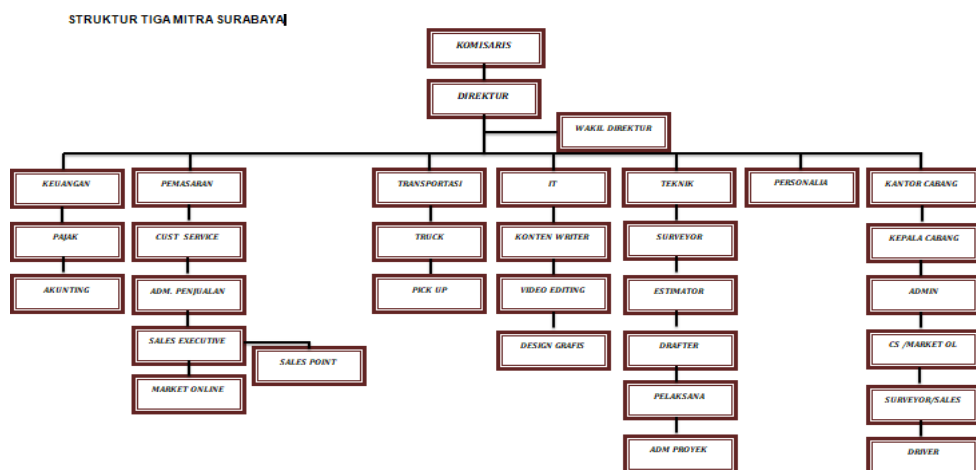 STRUKTUR TIGA MITRA SURABAYA
KOMISARIS
DIREKTUR
WAKIL DIREKTUR
KEUANGAN
PEMASARAN
TRANSPORTASI
IT
TEKNIK
PERSONALIA
KANTOR CABANG
PAJAK
CUST SERVICE
TRUCK
KONTEN WRITER
SURVEYOR
KEPALA CABANG
AKUNTING
ADM. PENJUALAN
PICK UP
VIDEO EDITING
ESTIMATOR
ADMIN
SALES EXECUTIVE
SALES POINT
DESIGN GRAFIS
DRAFTER
CS /MARKET OL
MARKET ONLINE
PELAKSANA
SURVEYOR/SALES
ADM PROYEK
DRIVER